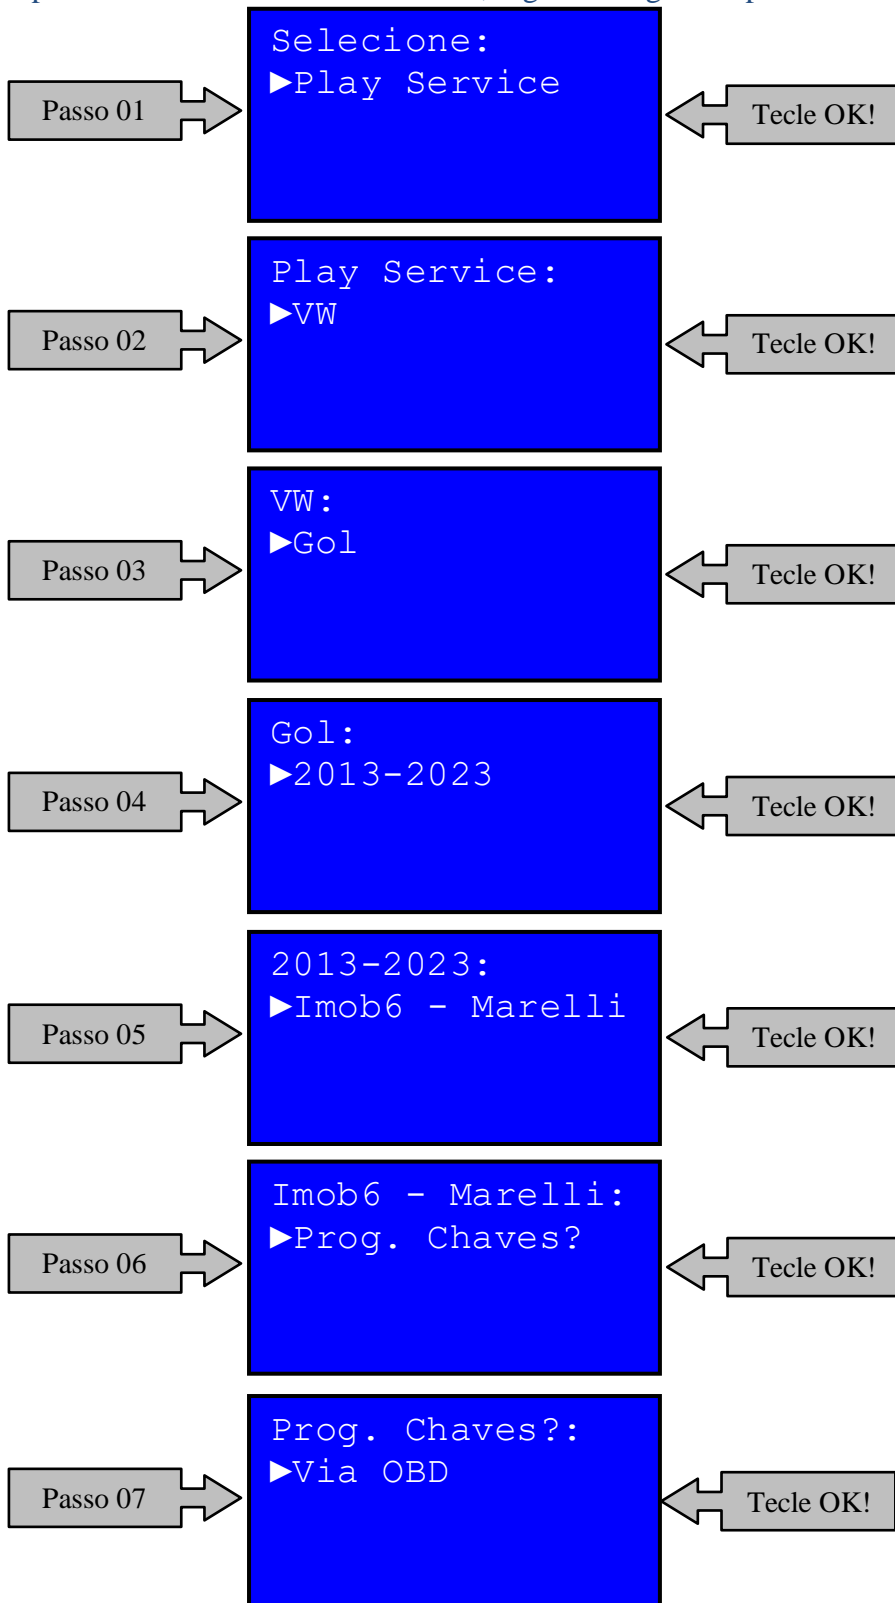 Selecione:
►Play Service
Passo 01
Tecle OK!
Play Service:
►VW
Passo 02
Tecle OK!
VW:
►Gol
Passo 03
Tecle OK!
Gol:
►2013-2023
Passo 04
Tecle OK!
2013-2023:
►Imob6 - Marelli
Passo 05
Tecle OK!
Imob6 - Marelli:
►Prog. Chaves?
Passo 06
Tecle OK!
Prog. Chaves?:
►Via OBD
Passo 07
Tecle OK!